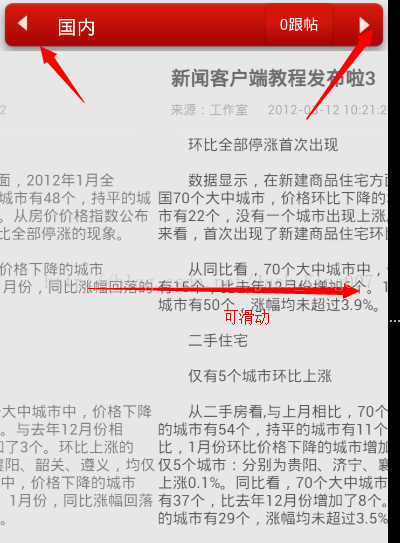 国内
0跟帖
新闻客户端教程发布啦3
2
来源：工作室 2012-03-12 10:21:2
环比全部停涨首次出现
面，2012年1月全
城市有48个，持平的城
。从房价价格指数公布
比全部停涨的现象。
数据显示，在新建商品住宅方面
国70个大中城市，价格环比下降的
市有22个，没有一个城市出现上涨。
来看，首次出现了新建商品住宅环比
价格下降的城市
1月份，同比涨幅回落的
从同比看，70个大中城市中，
有15个，比去年12月份增加6个。1
城市有50个，涨幅均未超过3.9%。
可滑动
二手住宅
仅有5个城市环比上涨
大中城市中，价格下降
。与去年12月份相
加了3个。环比上涨的
襄阳、韶关、遵义，均仅
中，价格下降的城市
。1月份，同比涨幅回落
。
从二手房看,与上月相比，70个
的城市有54个，持平的城市有11个
比，1月份环比价格下降的城市增加
仅5个城市：分别为贵阳、济宁、襄
上涨0.1%。同比看，70个大中城市
有37个，比去年12月份增加了8个。
的城市有29个，涨幅均未超过3.5%